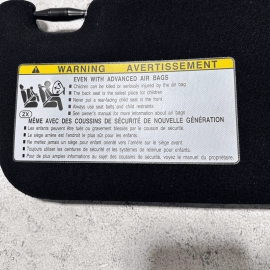 WARNING AVERTISSEMENT
EVEN WITH ADVANCED AIR BAGS
Children can be killed or seriously injured by the air bag
The back seat is the safest place for children
Never put a rear-facing child seat in the front
Always use seat belts and child restraints
See owner's manual for more information about air bags
2X
MÊME AVEC DES COUSSINS DE SÉCURITÉ DE NOUVELLE GÉNÉRATION
Les enfants peuvent être tués ou gravement blessés par le coussin de sécurité.
Le siège arrière est l'endroit le plus sûr pour les enfants.
Ne mettez jamais un siège pour enfant orienté vers l'arrière sur le siège avant
Toujours utiliser les ceintures de sécurité et les systèmes de retenue pour enfants.
Pour de plus amples informations au sujet des coussins de sécurité, voyez le manuel du propriétaire.